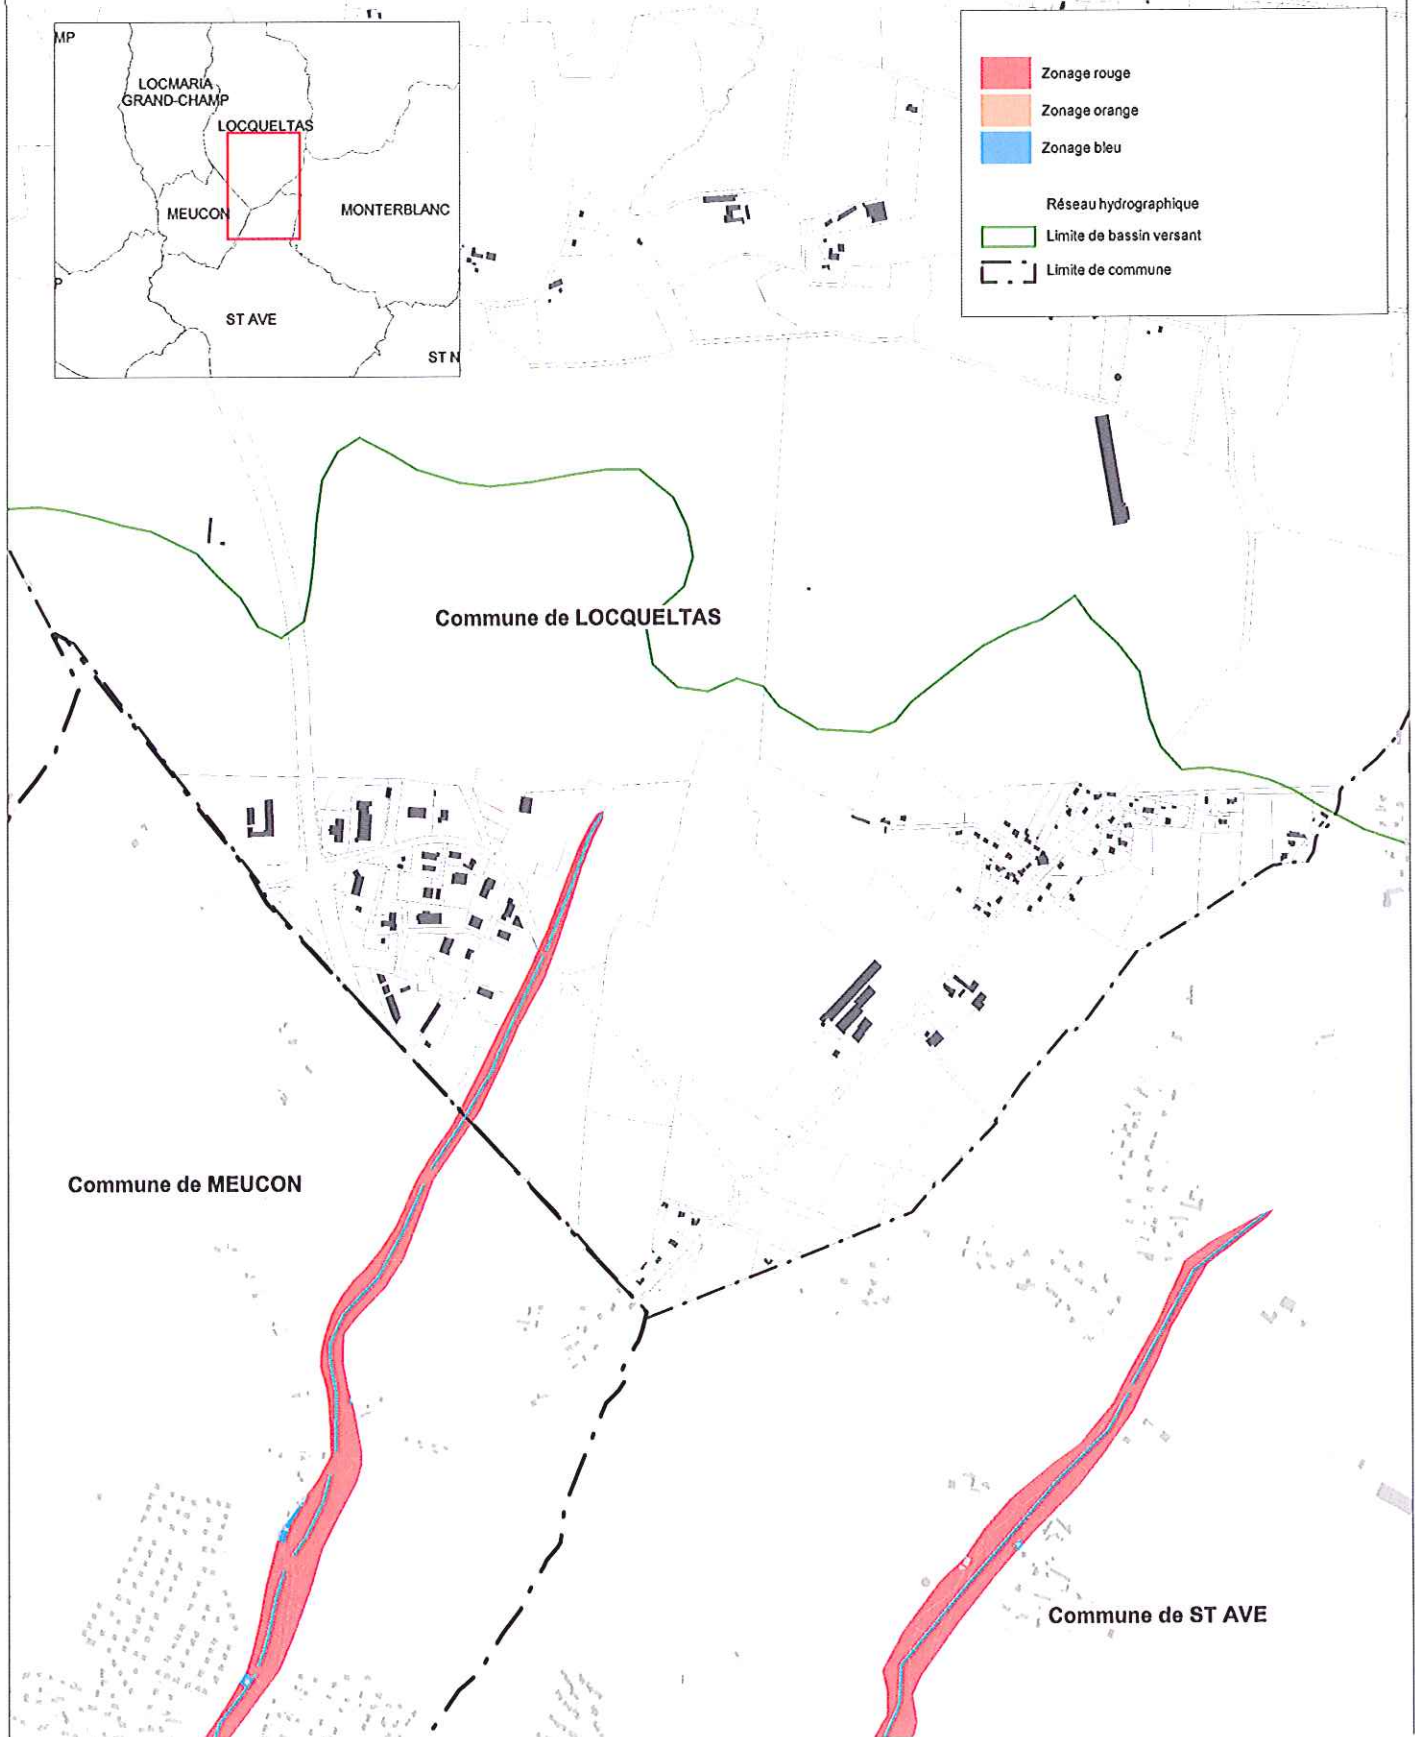 MP
LOCMARIA
GRAND-CHAMP
LOCQUELTAS
MEUCON
MONTERBLANC
P
ST AVE
ST N
Zonage rouge
Zonage orange
Zonage bleu
Réseau hydrographique
Limite de bassin versant
Limite de commune
Commune de LOCQUELTAS
Commune de MEUCON
Commune de ST AVE